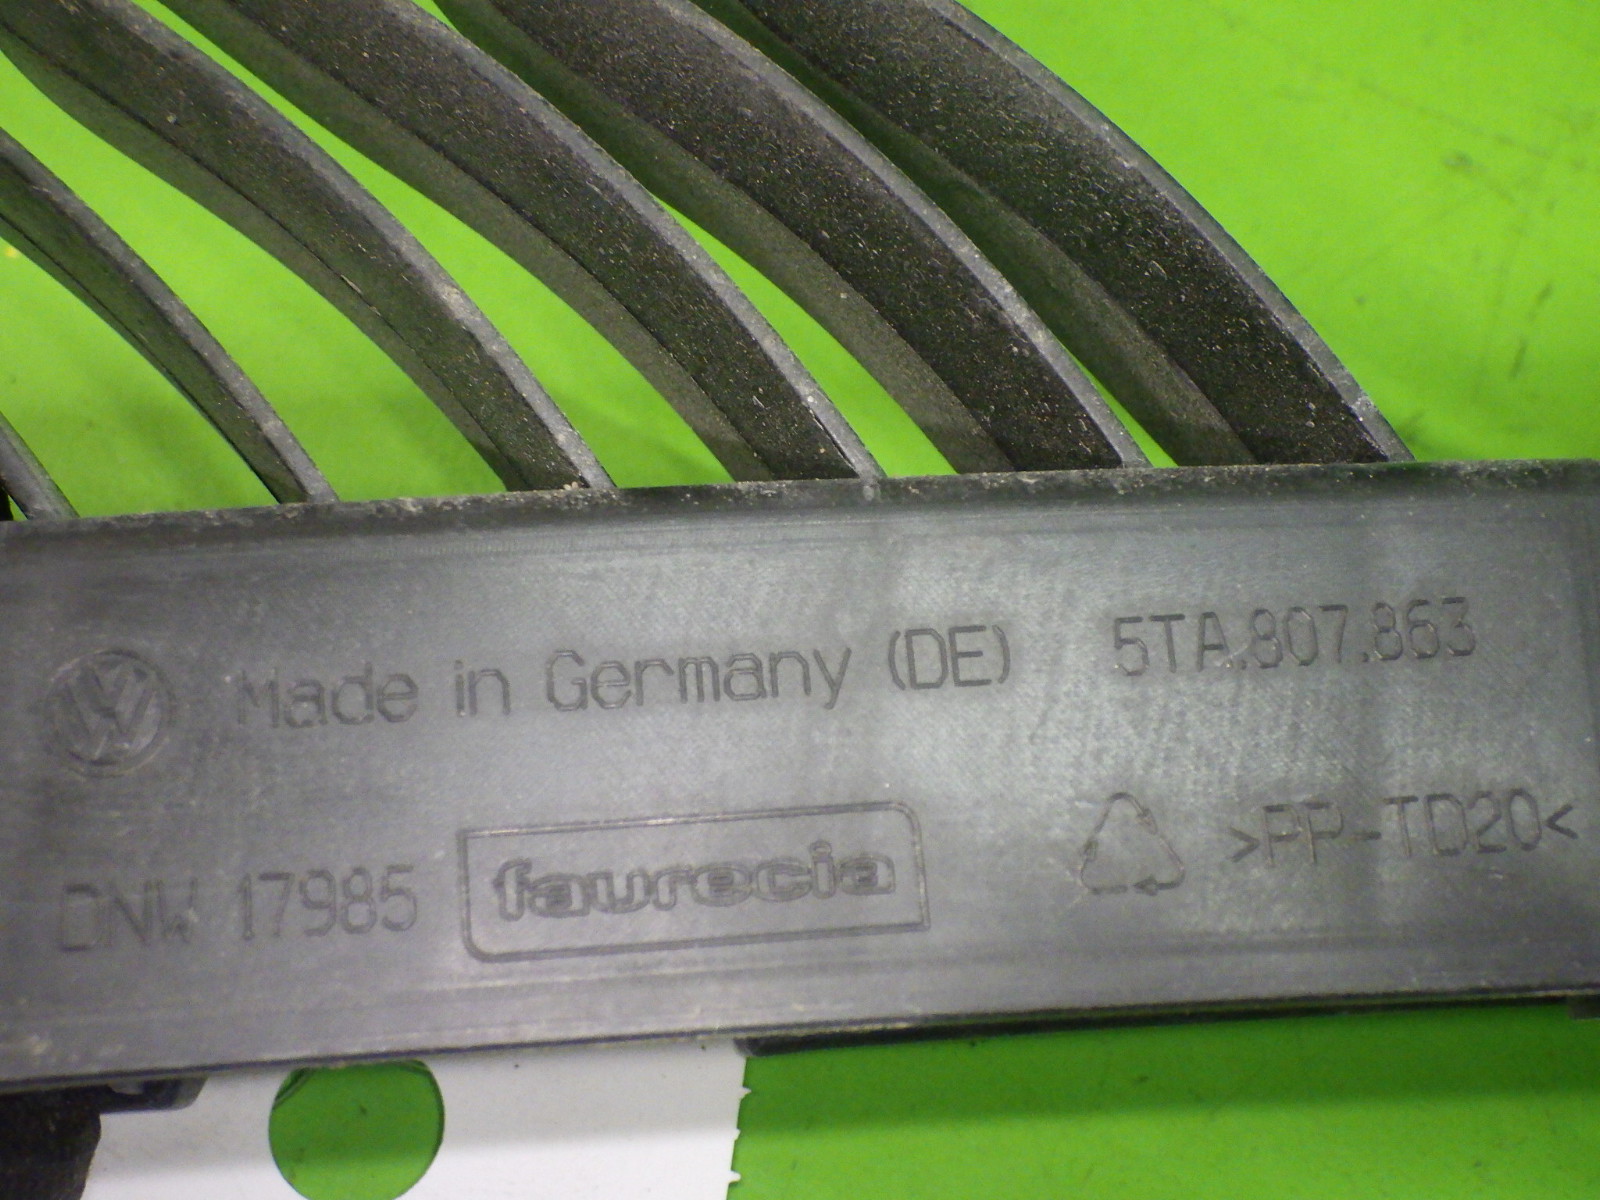 Made in Germany (DE) 5TA.807.863
DNW 17985 faurecia >PP-TD20<